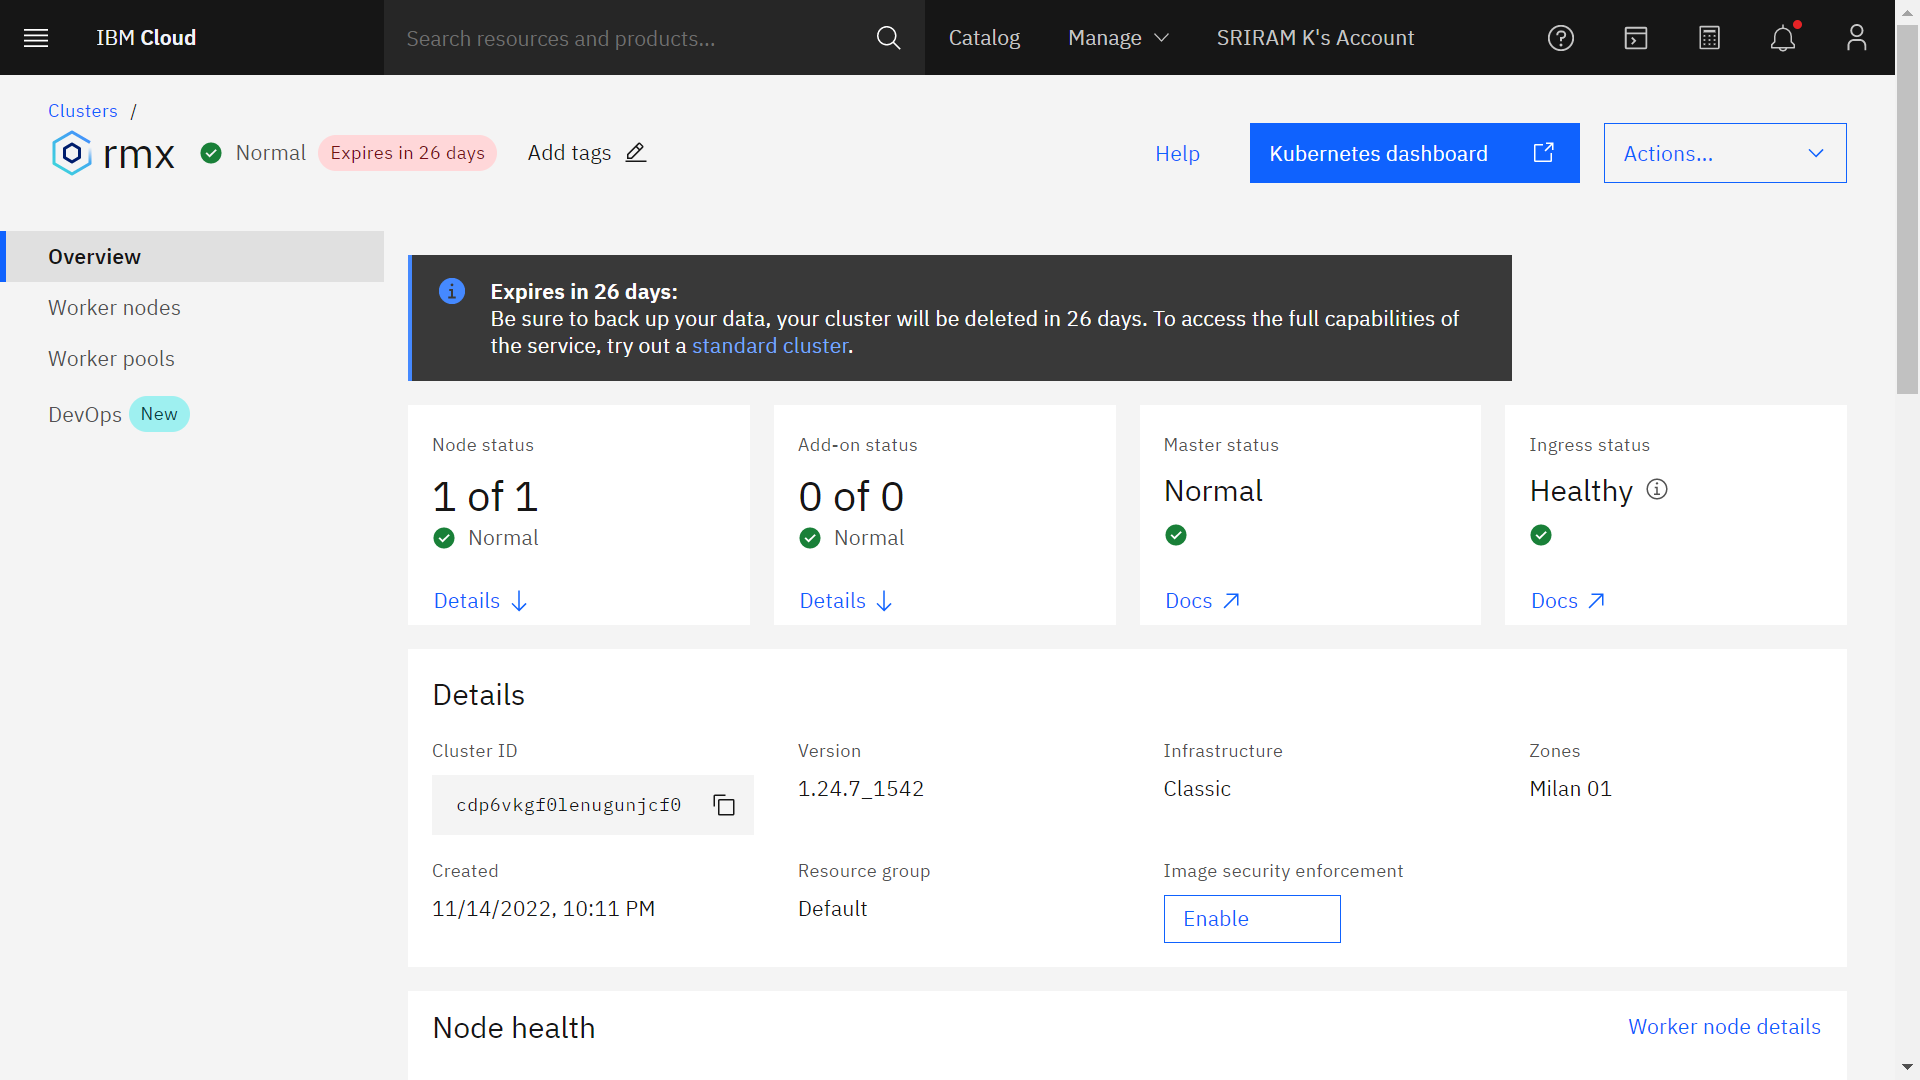 IBM Cloud
Search resources and products...
Catalog
Manage
SRIRAM K's Account
Clusters /
rmx
Normal
Expires in 26 days
Add tags
Help
Kubernetes dashboard
Actions...
Overview
Worker nodes
Worker pools
DevOps New
Expires in 26 days:
Be sure to back up your data, your cluster will be deleted in 26 days. To access the full capabilities of
the service, try out a standard cluster.
Node status
1 of 1
Normal
Details
Add-on status
0 of 0
Normal
Details
Master status
Normal
Docs
Ingress status
Healthy
Docs
Details
Cluster ID
cdp6vkgf0lenugunjcf0
Version
1.24.7_1542
Infrastructure
Classic
Zones
Milan 01
Created
11/14/2022, 10:11 PM
Resource group
Default
Image security enforcement
Enable
Node health
Worker node details